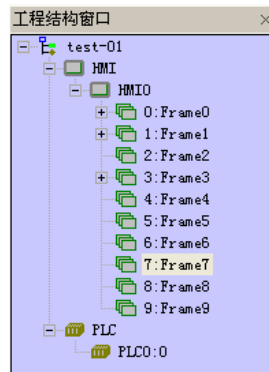 工程结构窗口
test-01
HMI
HMI0
0:Frame0
1:Frame1
2:Frame2
3:Frame3
4:Frame4
5:Frame5
6:Frame6
7:Frame7
8:Frame8
9:Frame9
PLC
PLC0:0